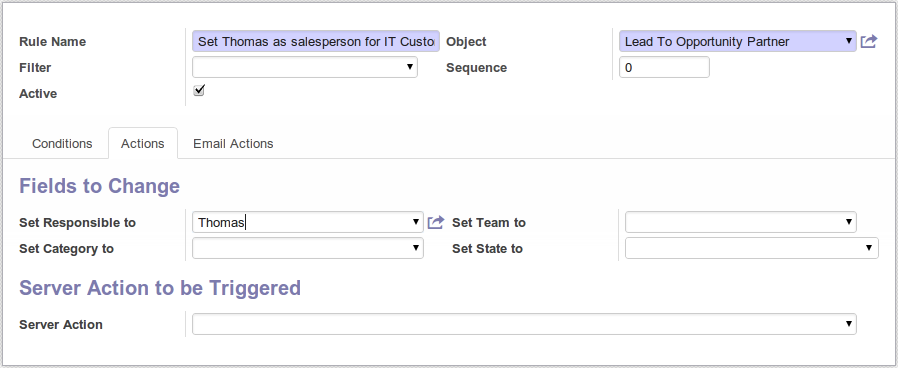 Rule Name Set Thomas as salesperson for IT Custo Object Lead To Opportunity Partner
Filter Sequence 0
Active
Conditions Actions Email Actions
Fields to Change
Set Responsible to Thomas Set Team to
Set Category to Set State to
Server Action to be Triggered
Server Action